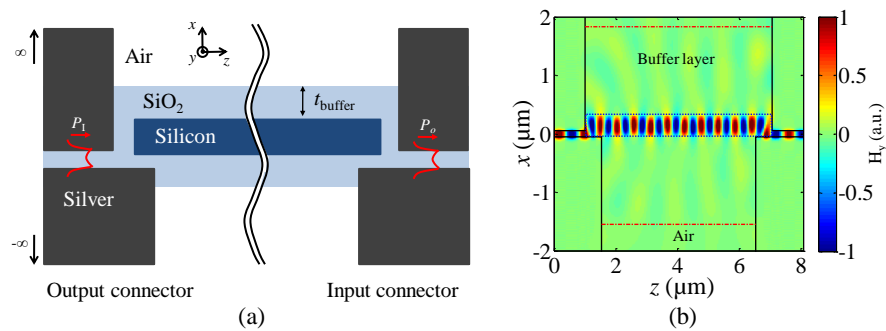 ∞
Air
x
y
z
SiO₂
t_buffer
P_I
Silicon
P_o
Silver
-∞
Output connector
Input connector
(a)
2
1
0
-1
-2
x (μm)
Buffer layer
Air
0
2
4
6
8
z (μm)
1
0.5
0
-0.5
-1
H_y (a.u.)
(b)